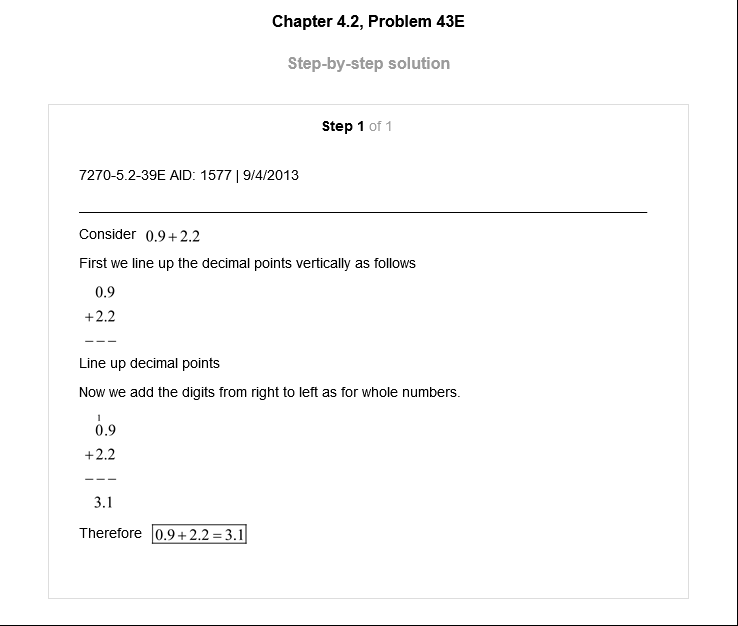 Chapter 4.2, Problem 43E
Step-by-step solution
Step 1 of 1
7270-5.2-39E AID: 1577 | 9/4/2013
Consider 0.9+2.2
First we line up the decimal points vertically as follows
0.9
+2.2
−−−
Line up decimal points
Now we add the digits from right to left as for whole numbers.
1
0.9
+2.2
−−−
3.1
Therefore 0.9+2.2=3.1